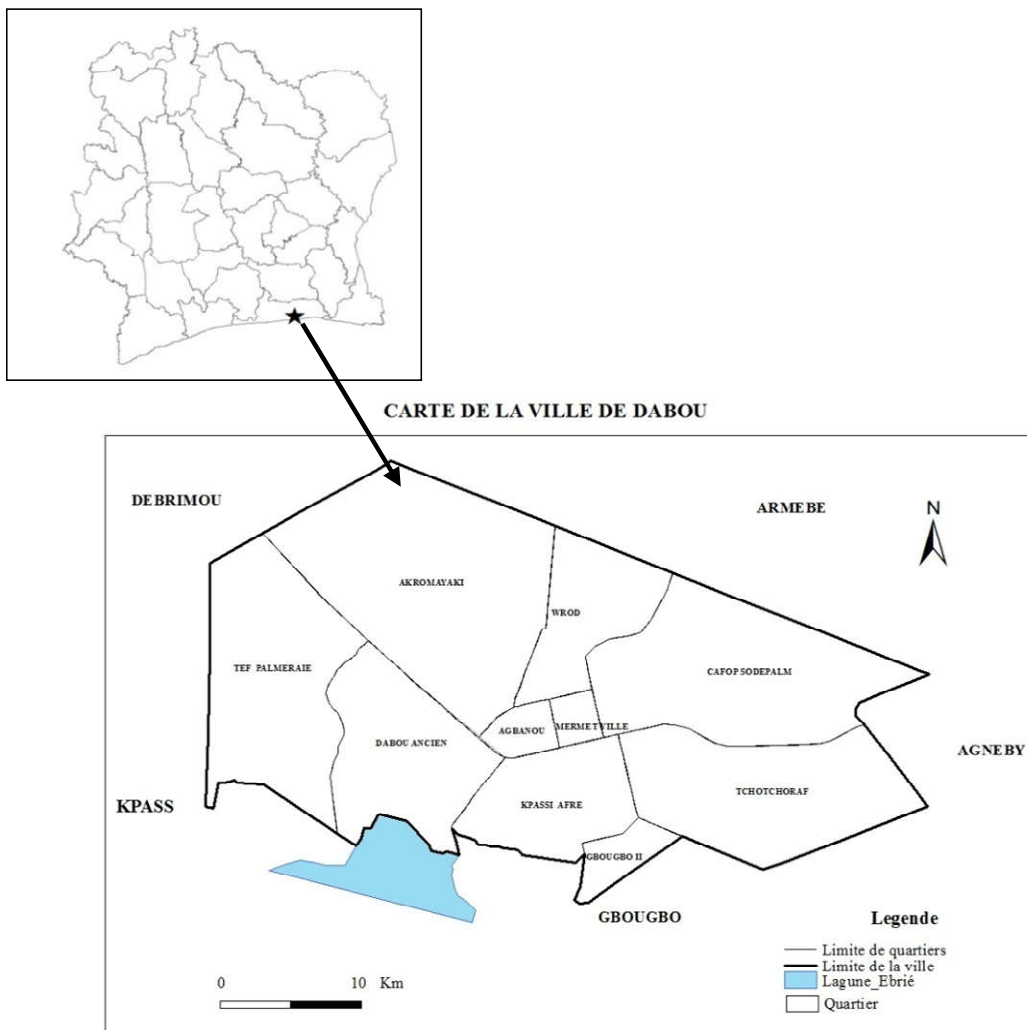 CARTE DE LA VILLE DE DABOU
DEBRIMOU
ARMEBE
N
AKROMAYAKI
WROD
TEF PALMERAIE
CAFOP SODEPALM
AGBANOU
MERMETVILLE
DABOU ANCIEN
AGNEBY
KPASS
KPASSI AFRE
TCHOTCHORAF
GBOUGBO II
GBOUGBO
Legende
Limite de quartiers
Limite de la ville
Lagune_Ebrié
Quartier
0 10 Km